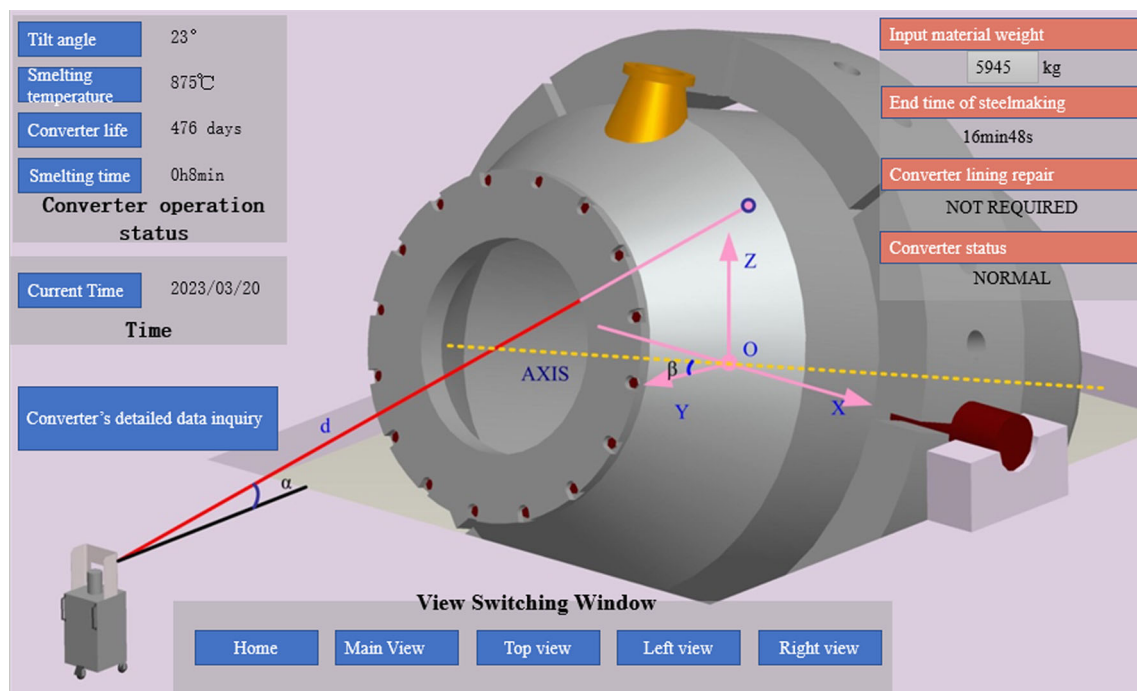 Tilt angle
23°
Smelting
temperature
875℃
Converter life
476 days
Smelting time
0h8min
Converter operation
status
Current Time
2023/03/20
Time
Converter's detailed data inquiry
Input material weight
5945 kg
End time of steelmaking
16min48s
Converter lining repair
NOT REQUIRED
Converter status
NORMAL
Z
O
AXIS
β
Y
X
d
α
View Switching Window
Home
Main View
Top view
Left view
Right view